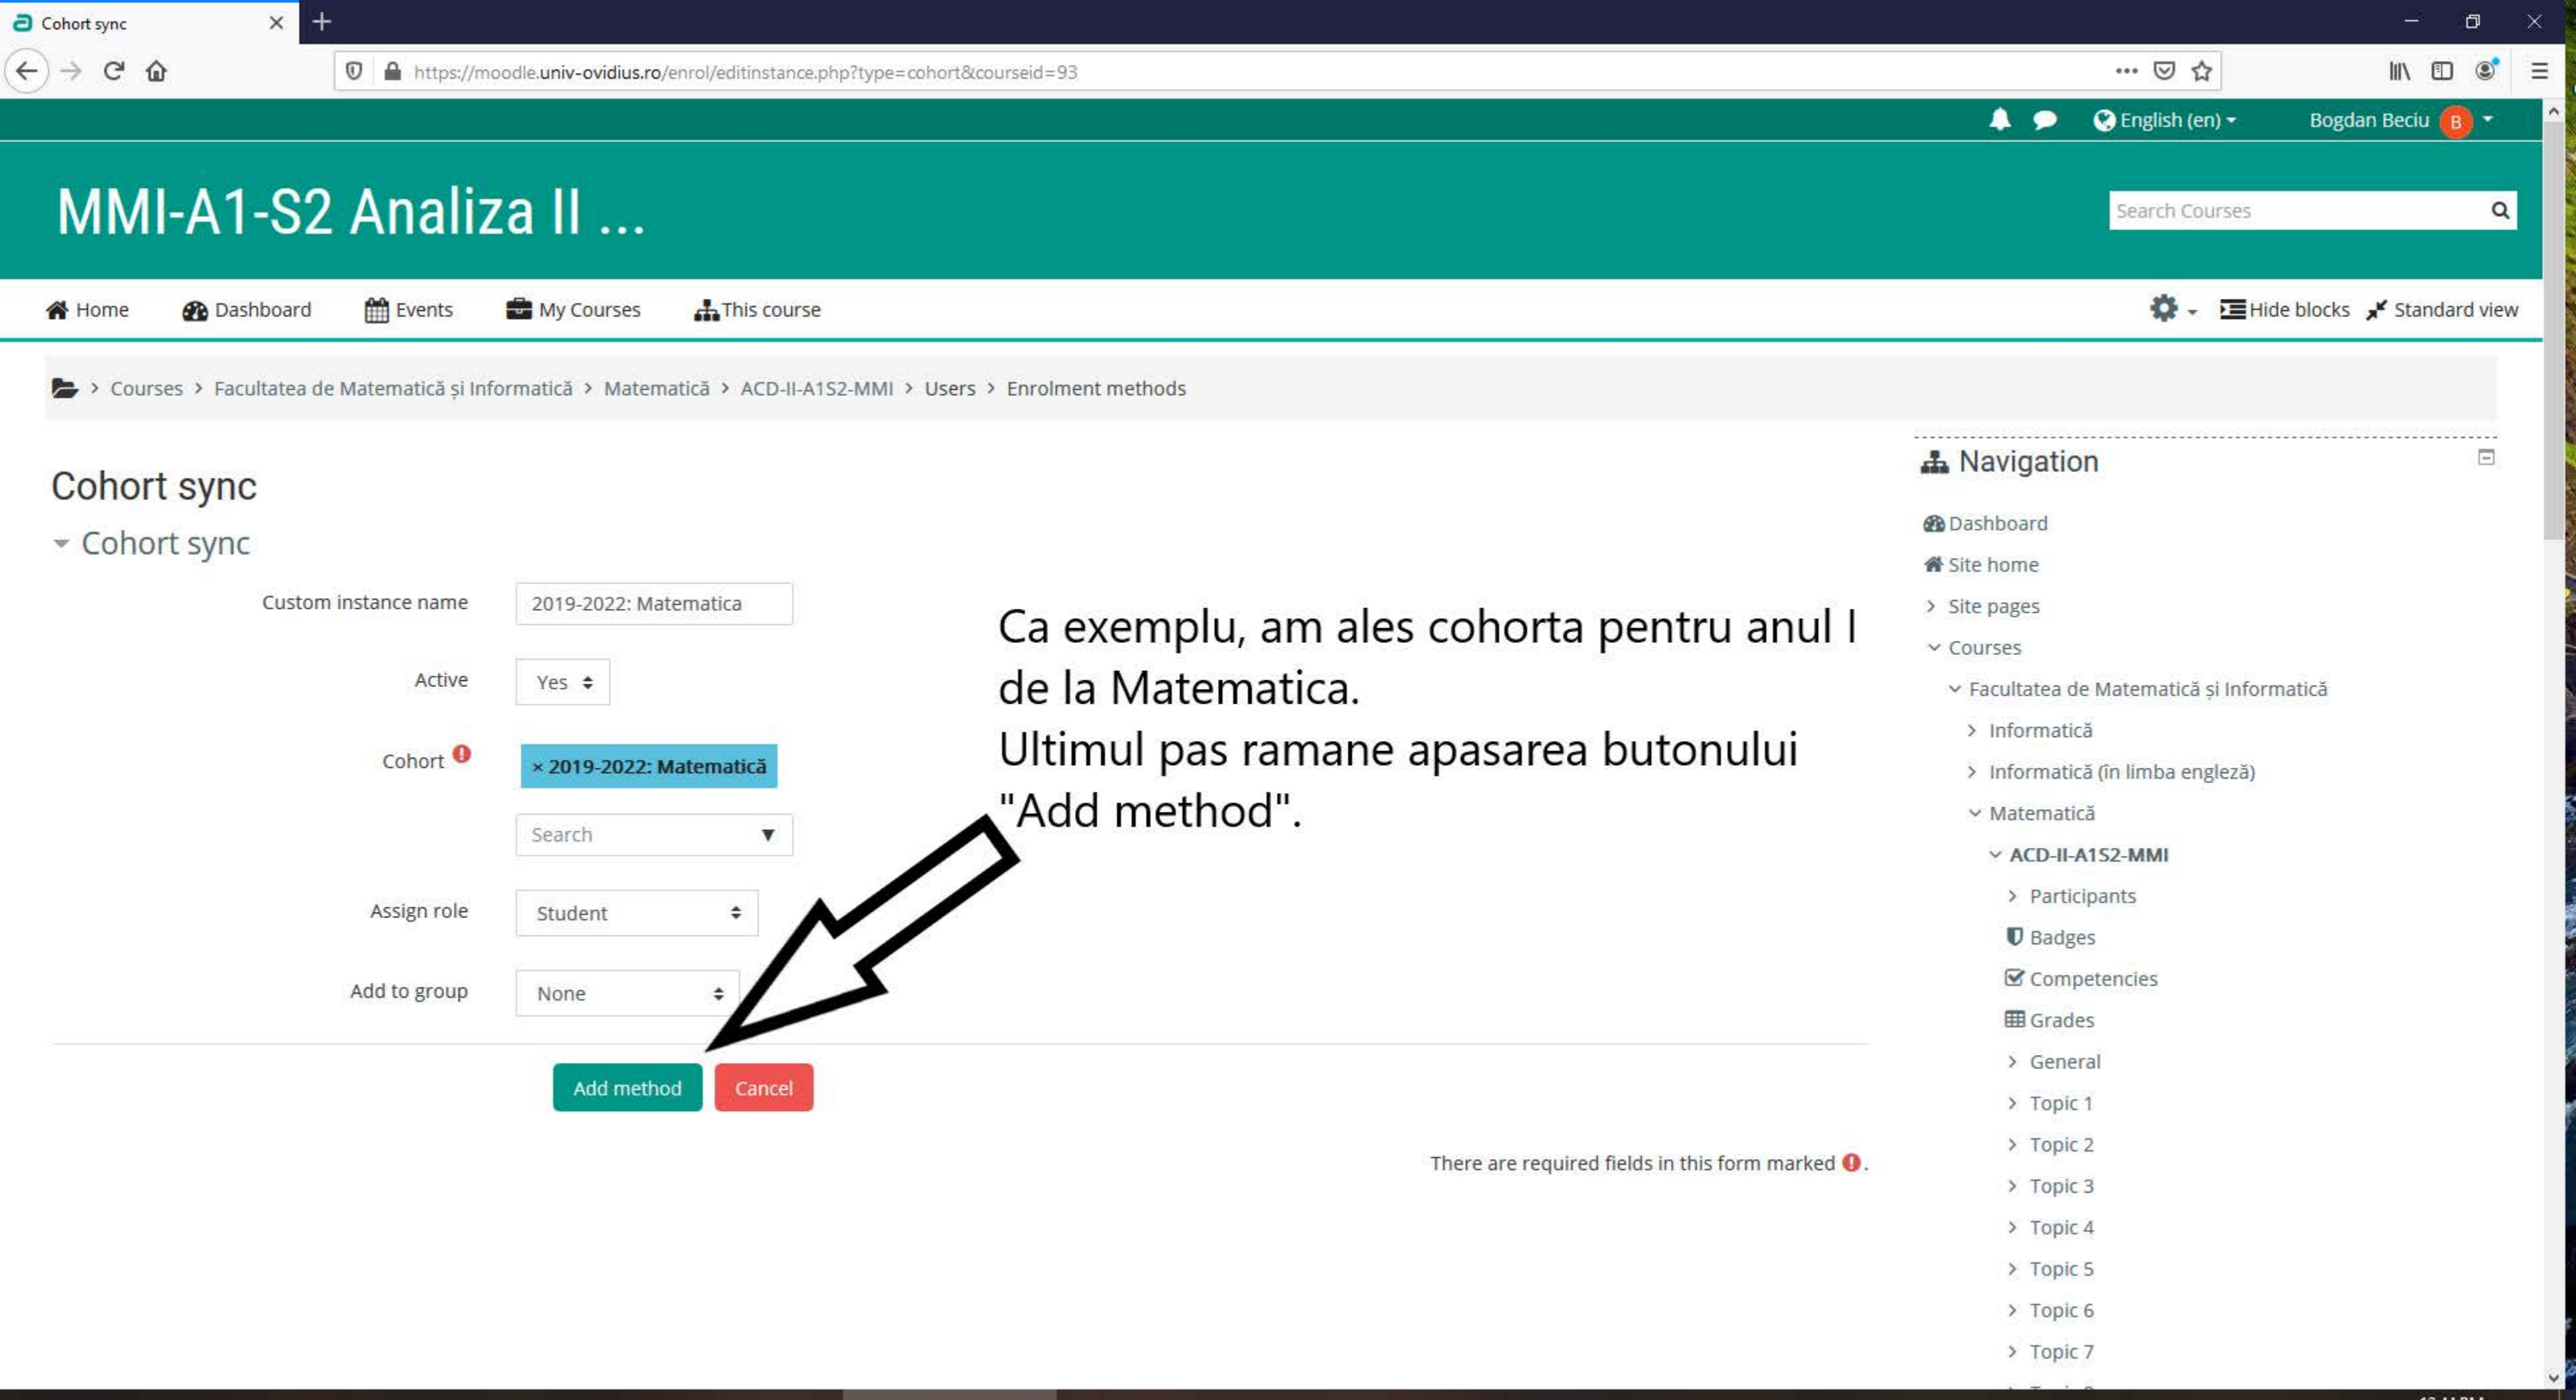 Cohort sync
https://moodle.univ-ovidius.ro/enrol/editinstance.php?type=cohort&courseid=93
English (en)
Bogdan Beciu B
MMI-A1-S2 Analiza II ...
Search Courses
Home Dashboard Events My Courses This course
Hide blocks Standard view
> Courses > Facultatea de Matematică și Informatică > Matematică > ACD-II-A1S2-MMI > Users > Enrolment methods
Cohort sync
Cohort sync
Custom instance name 2019-2022: Matematica
Active Yes
Cohort × 2019-2022: Matematică
Search ▼
Assign role Student
Add to group None
Add method Cancel
There are required fields in this form marked .
Ca exemplu, am ales cohorta pentru anul I
de la Matematica.
Ultimul pas ramane apasarea butonului
"Add method".
Navigation
Dashboard
Site home
Site pages
Courses
Facultatea de Matematică și Informatică
Informatică
Informatică (în limba engleză)
Matematică
ACD-II-A1S2-MMI
Participants
Badges
Competencies
Grades
General
Topic 1
Topic 2
Topic 3
Topic 4
Topic 5
Topic 6
Topic 7